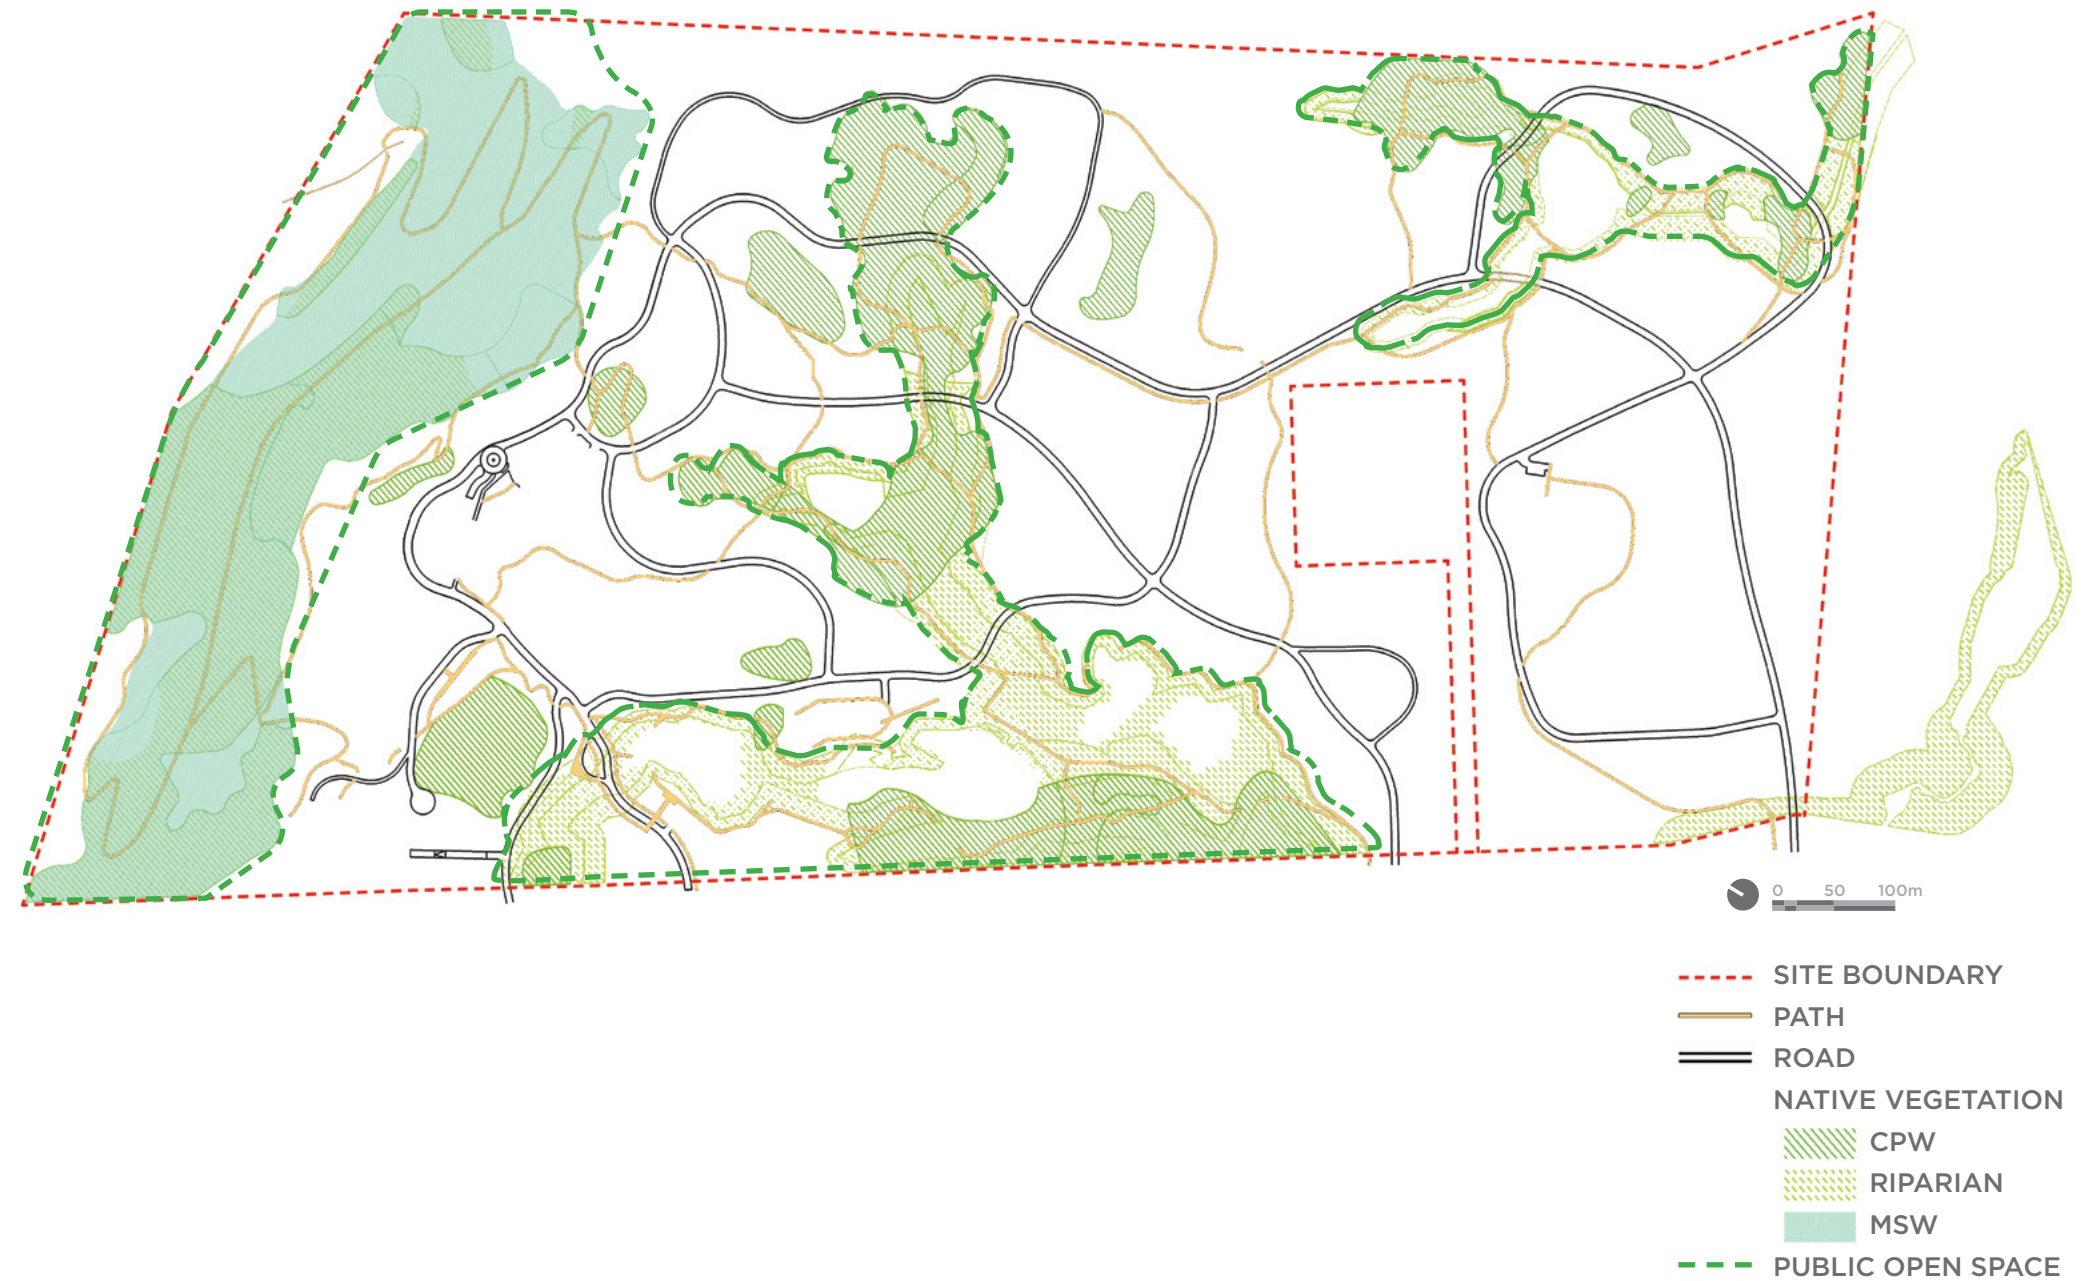 0 50 100m
SITE BOUNDARY
PATH
ROAD
NATIVE VEGETATION
CPW
RIPARIAN
MSW
PUBLIC OPEN SPACE